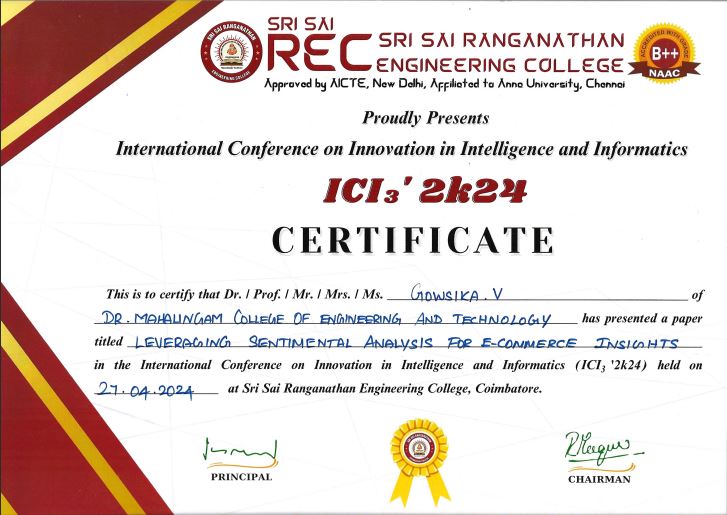 SRI SAI RANGANATHAN
ENGINEERING COLLEGE
SRI SAI
REC
SRI SAI RANGANATHAN
ENGINEERING COLLEGE
ACCREDITED WITH GRADE
B++
NAAC
Approved by AICTE, New Delhi, Affiliated to Anna University, Chennai
Proudly Presents
International Conference on Innovation in Intelligence and Informatics
ICI₃' 2k24
CERTIFICATE
This is to certify that Dr. / Prof. / Mr. / Mrs. / Ms. GOWSIKA.V of
DR. MAHALINGAM COLLEGE OF ENGINEERING AND TECHNOLOGY has presented a paper
titled LEVERAGING SENTIMENTAL ANALYSIS FOR E-COMMERCE INSIGHTS
in the International Conference on Innovation in Intelligence and Informatics (ICI₃ '2k24) held on
27.04.2024 at Sri Sai Ranganathan Engineering College, Coimbatore.
PRINCIPAL
CHAIRMAN